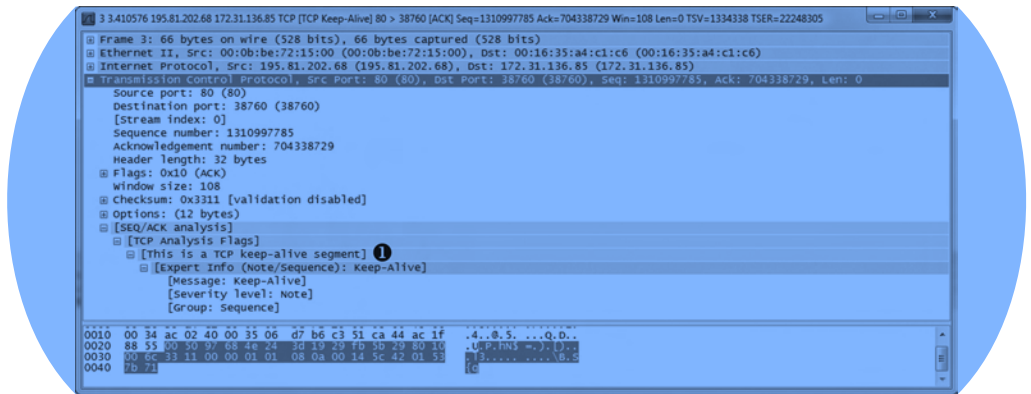 3 3.410576 195.81.202.68 172.31.136.85 TCP [TCP Keep-Alive] 80 > 38760 [ACK] Seq=1310997785 Ack=704338729 Win=108 Len=0 TSV=1334338 TSER=22248305
Frame 3: 66 bytes on wire (528 bits), 66 bytes captured (528 bits)
Ethernet II, Src: 00:0b:be:72:15:00 (00:0b:be:72:15:00), Dst: 00:16:35:a4:c1:c6 (00:16:35:a4:c1:c6)
Internet Protocol, Src: 195.81.202.68 (195.81.202.68), Dst: 172.31.136.85 (172.31.136.85)
Transmission Control Protocol, Src Port: 80 (80), Dst Port: 38760 (38760), Seq: 1310997785, Ack: 704338729, Len: 0
Source port: 80 (80)
Destination port: 38760 (38760)
[Stream index: 0]
Sequence number: 1310997785
Acknowledgement number: 704338729
Header length: 32 bytes
Flags: 0x10 (ACK)
Window size: 108
Checksum: 0x3311 [validation disabled]
Options: (12 bytes)
[SEQ/ACK analysis]
[TCP Analysis Flags]
[This is a TCP keep-alive segment] 1
[Expert Info (Note/Sequence): Keep-Alive]
[Message: Keep-Alive]
[Severity level: Note]
[Group: Sequence]
0010 00 34 ac 02 40 00 35 06 d7 b6 c3 51 ca 44 ac 1f .4..@.5. ...Q.D..
0020 88 55 00 50 97 68 4e 24 3d 19 29 fb 5b 29 80 10 .U.P.hN$ =.).[)..
0030 00 6c 33 11 00 00 01 01 08 0a 00 14 5c 42 01 53 .l3..... ....\B.S
0040 7b 71 {q